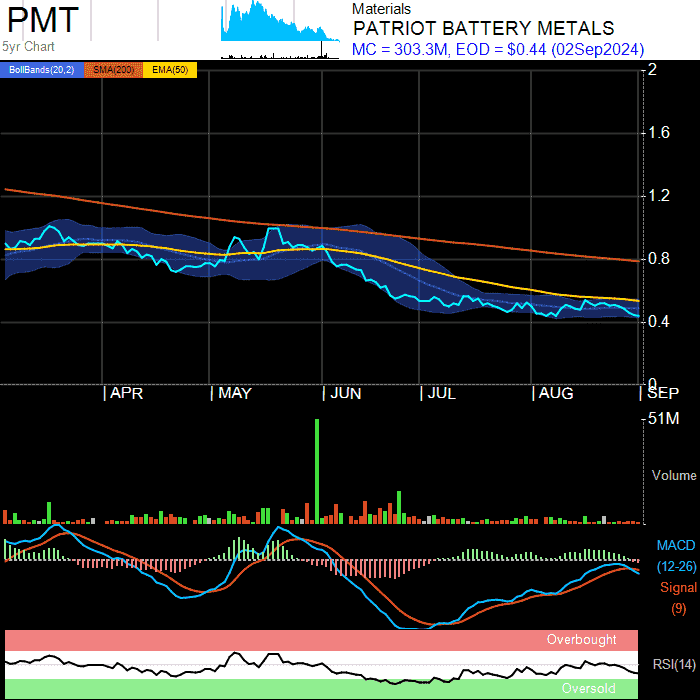 PMT
5yr Chart
Materials
PATRIOT BATTERY METALS
MC = 303.3M, EOD = $0.44 (02Sep2024)
BollBands(20,2) SMA(200) EMA(50)
2
1.6
1.2
0.8
0.4
0
APR MAY JUN JUL AUG SEP
51M
Volume
MACD
(12-26)
Signal
(9)
Overbought
RSI(14)
Oversold